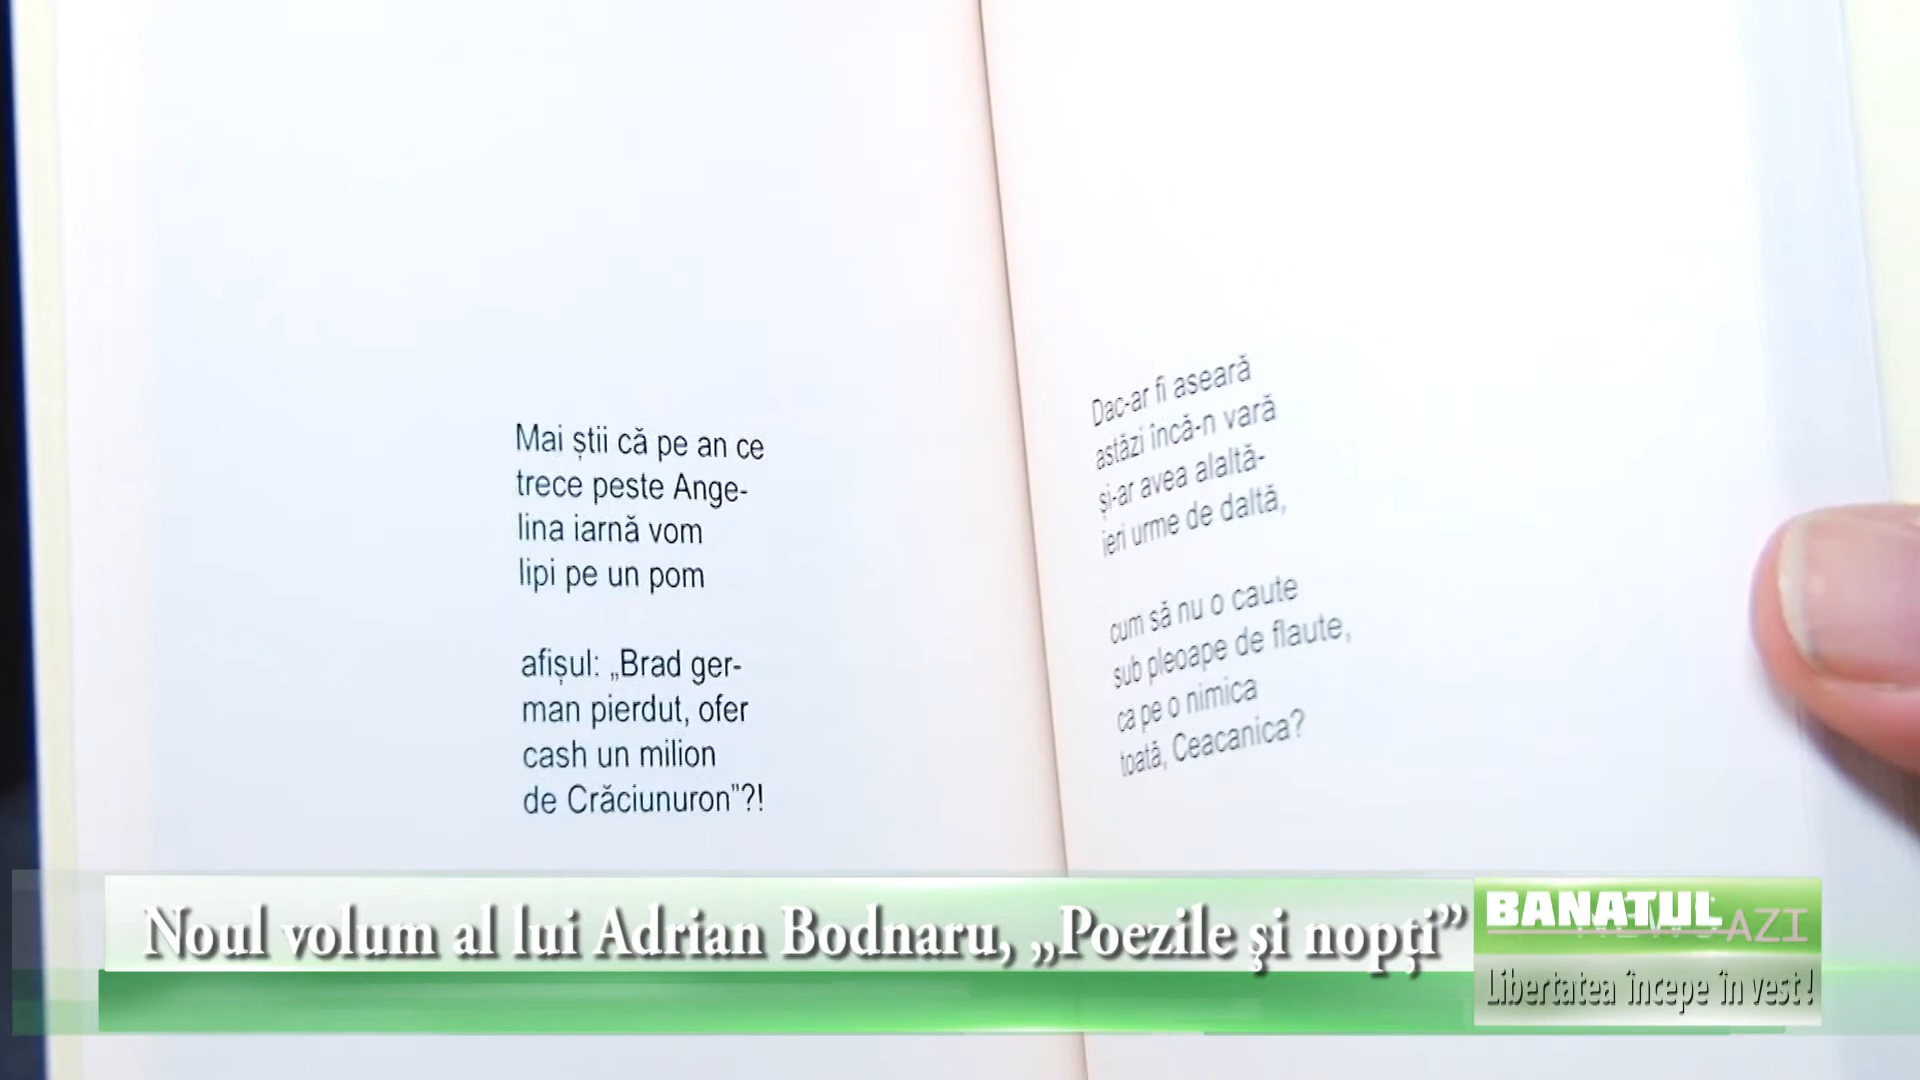 Mai știi că pe an ce
trece peste Ange-
lina iarnă vom
lipi pe un pom
afișul: „Brad ger-
man pierdut, ofer
cash un milion
de Crăciunuron”?!
Dac-ar fi aseară
astăzi încă-n vară
și-ar avea alaltă-
ieri urme de daltă,
cum să nu o caute
sub pleoape de flaute,
ca pe o nimica
toată, Ceacanica?
Noul volum al lui Adrian Bodnaru, „Poezile şi nopţi”
BANATUL
AZI
Libertatea începe în vest!